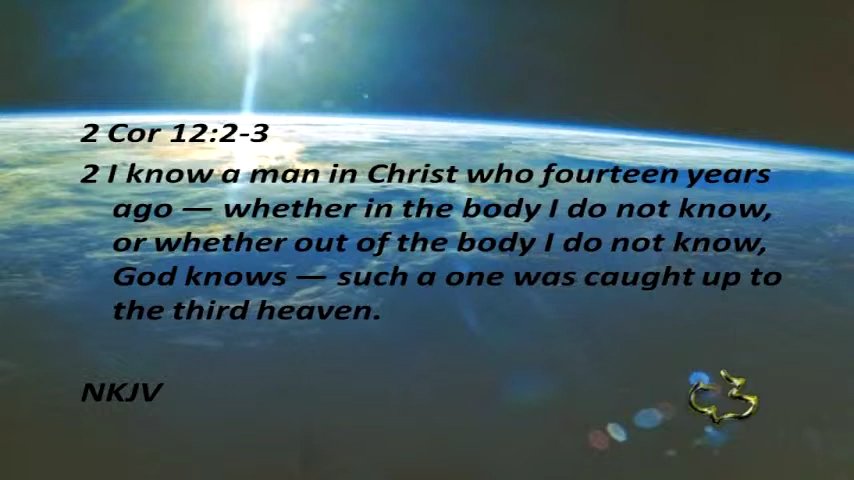 2 Cor 12:2-3
2 I know a man in Christ who fourteen years
ago — whether in the body I do not know,
or whether out of the body I do not know,
God knows — such a one was caught up to
the third heaven.
NKJV